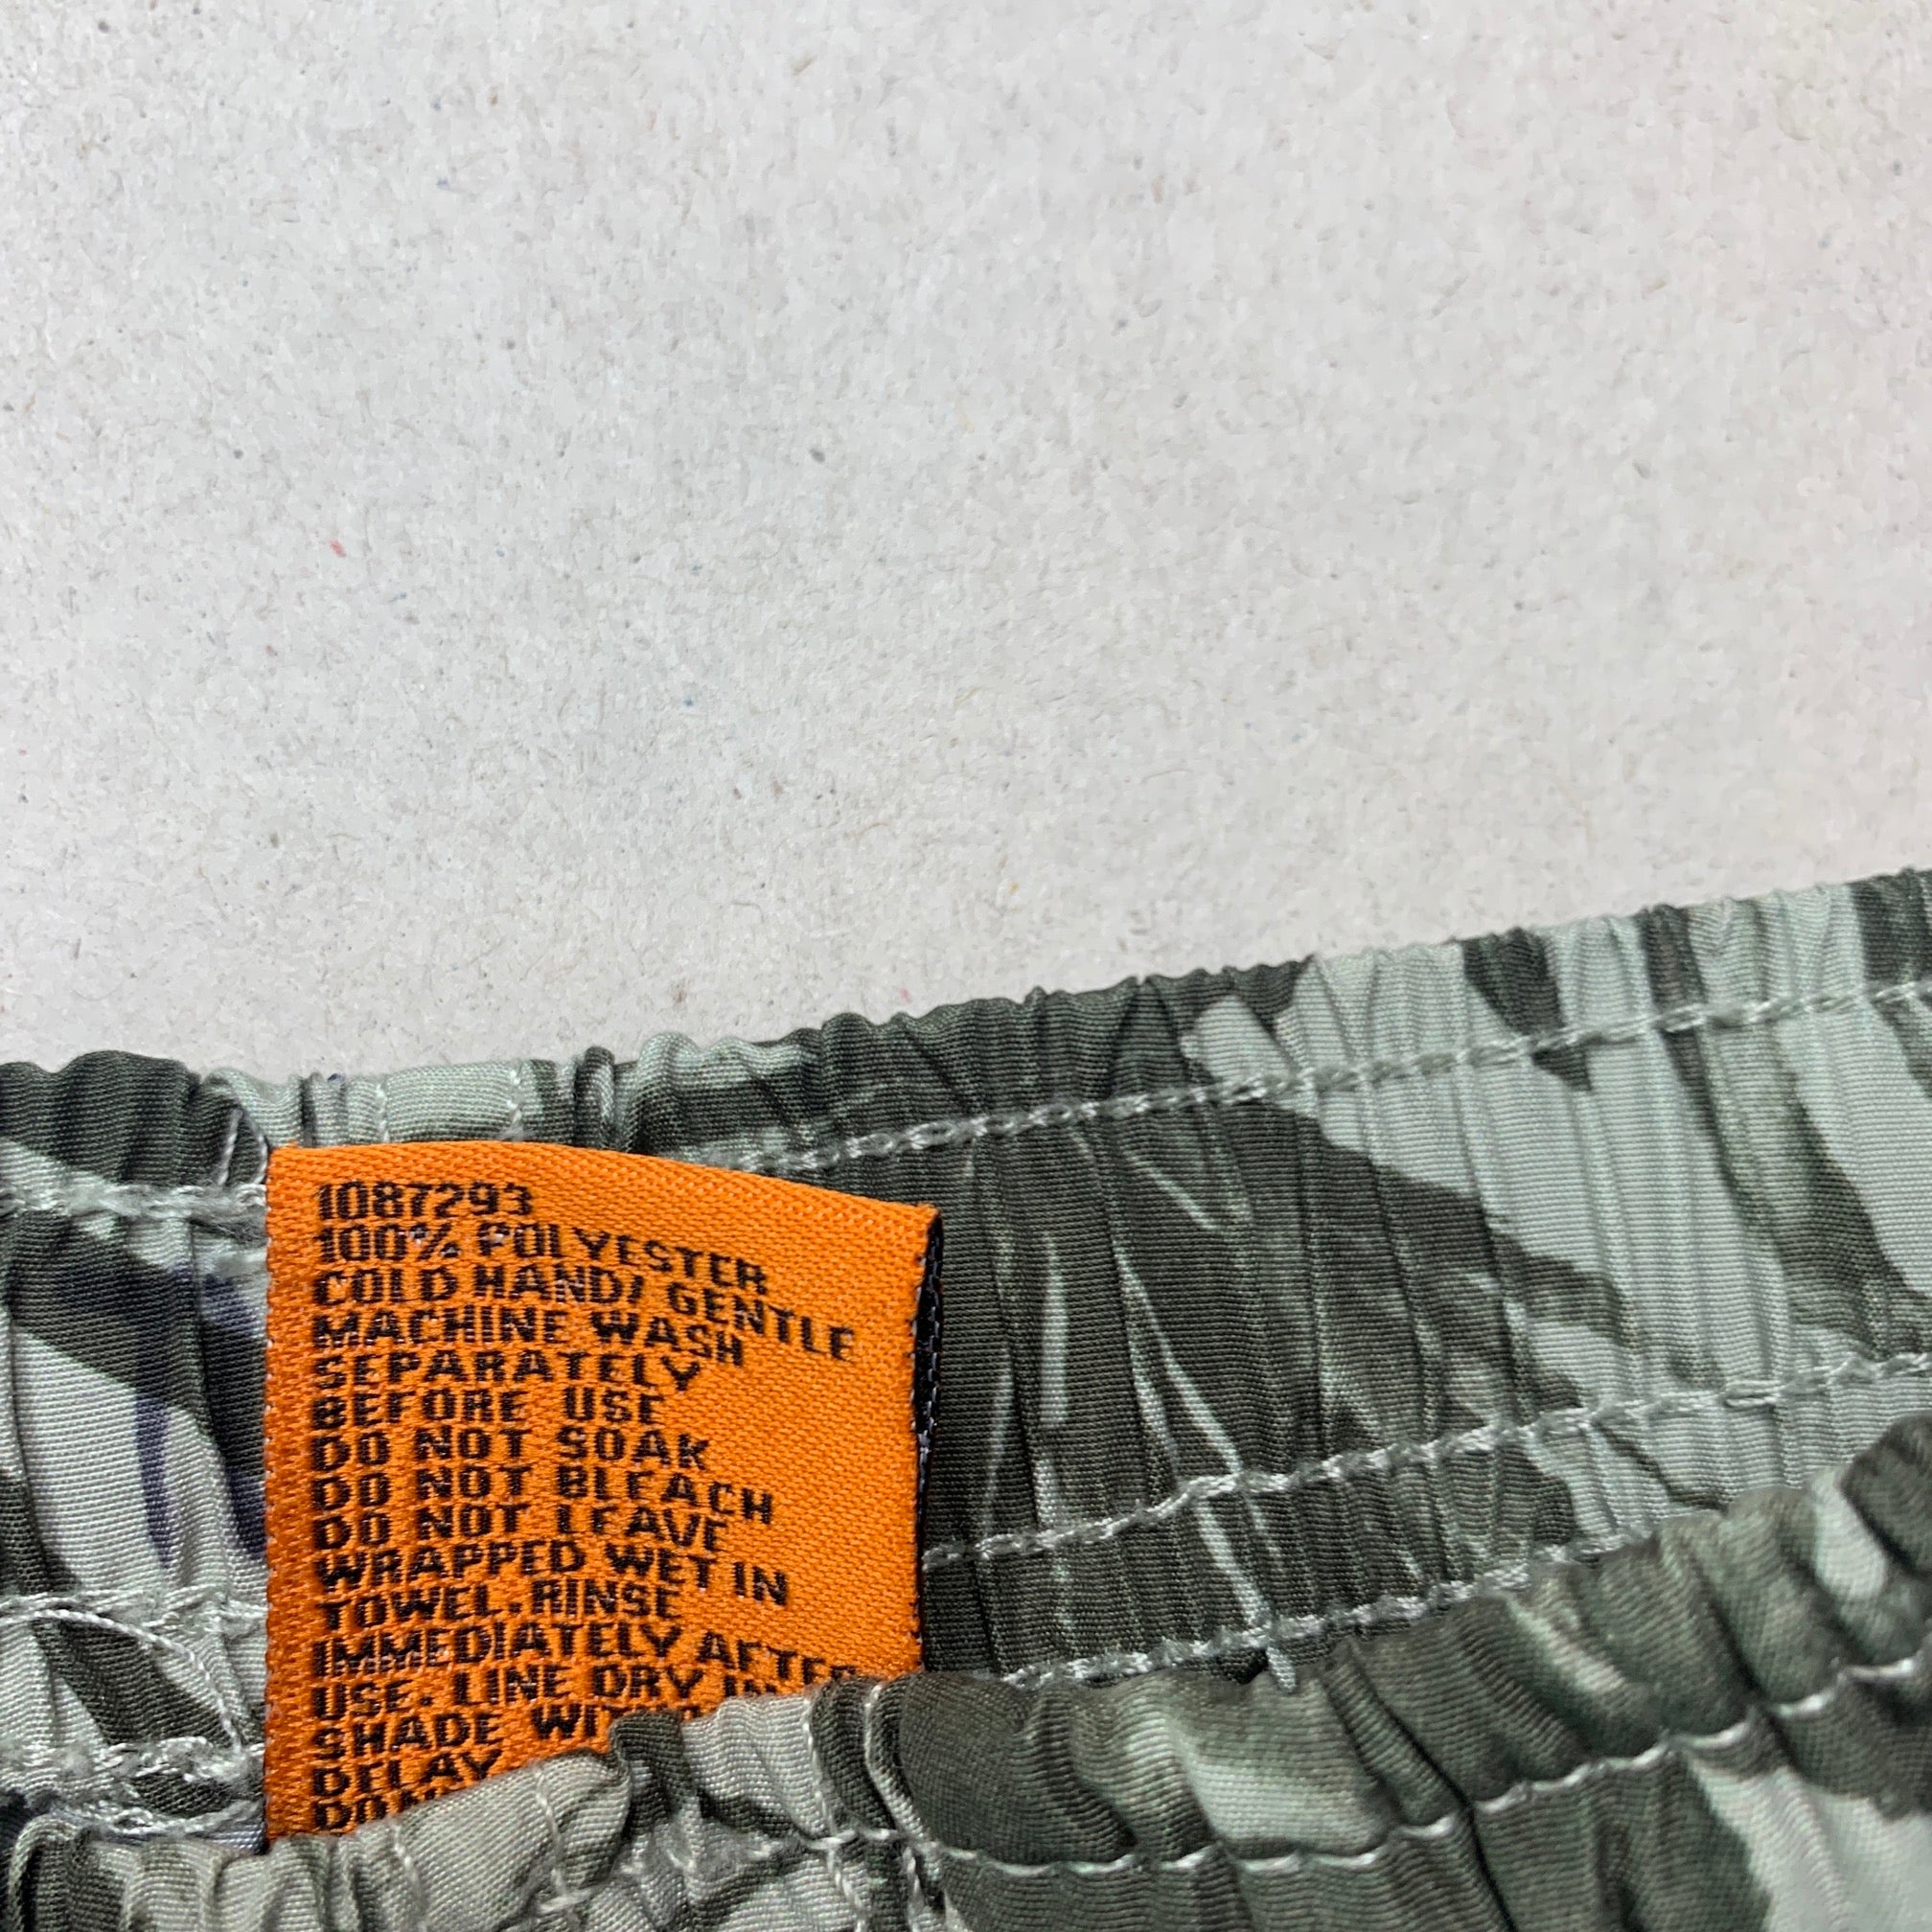 1087293
100% POLYESTER
COLD HAND/ GENTLE
MACHINE WASH
SEPARATELY
BEFORE USE
DO NOT SOAK
DO NOT BLEACH
DO NOT LEAVE
WRAPPED WET IN
TOWEL. RINSE
IMMEDIATELY AFTER
USE. LINE DRY IN
SHADE
DELAY